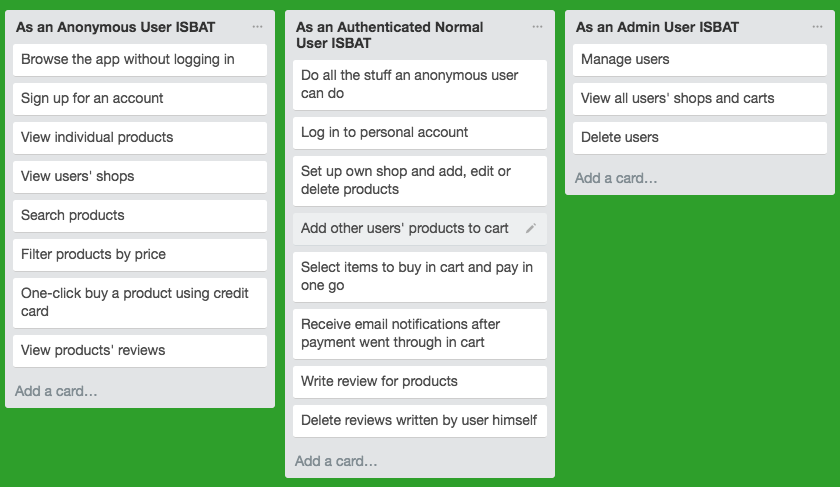 As an Anonymous User ISBAT
Browse the app without logging in
Sign up for an account
View individual products
View users' shops
Search products
Filter products by price
One-click buy a product using credit
card
View products' reviews
Add a card...
As an Authenticated Normal
User ISBAT
Do all the stuff an anonymous user
can do
Log in to personal account
Set up own shop and add, edit or
delete products
Add other users' products to cart
Select items to buy in cart and pay in
one go
Receive email notifications after
payment went through in cart
Write review for products
Delete reviews written by user himself
Add a card...
As an Admin User ISBAT
Manage users
View all users' shops and carts
Delete users
Add a card...